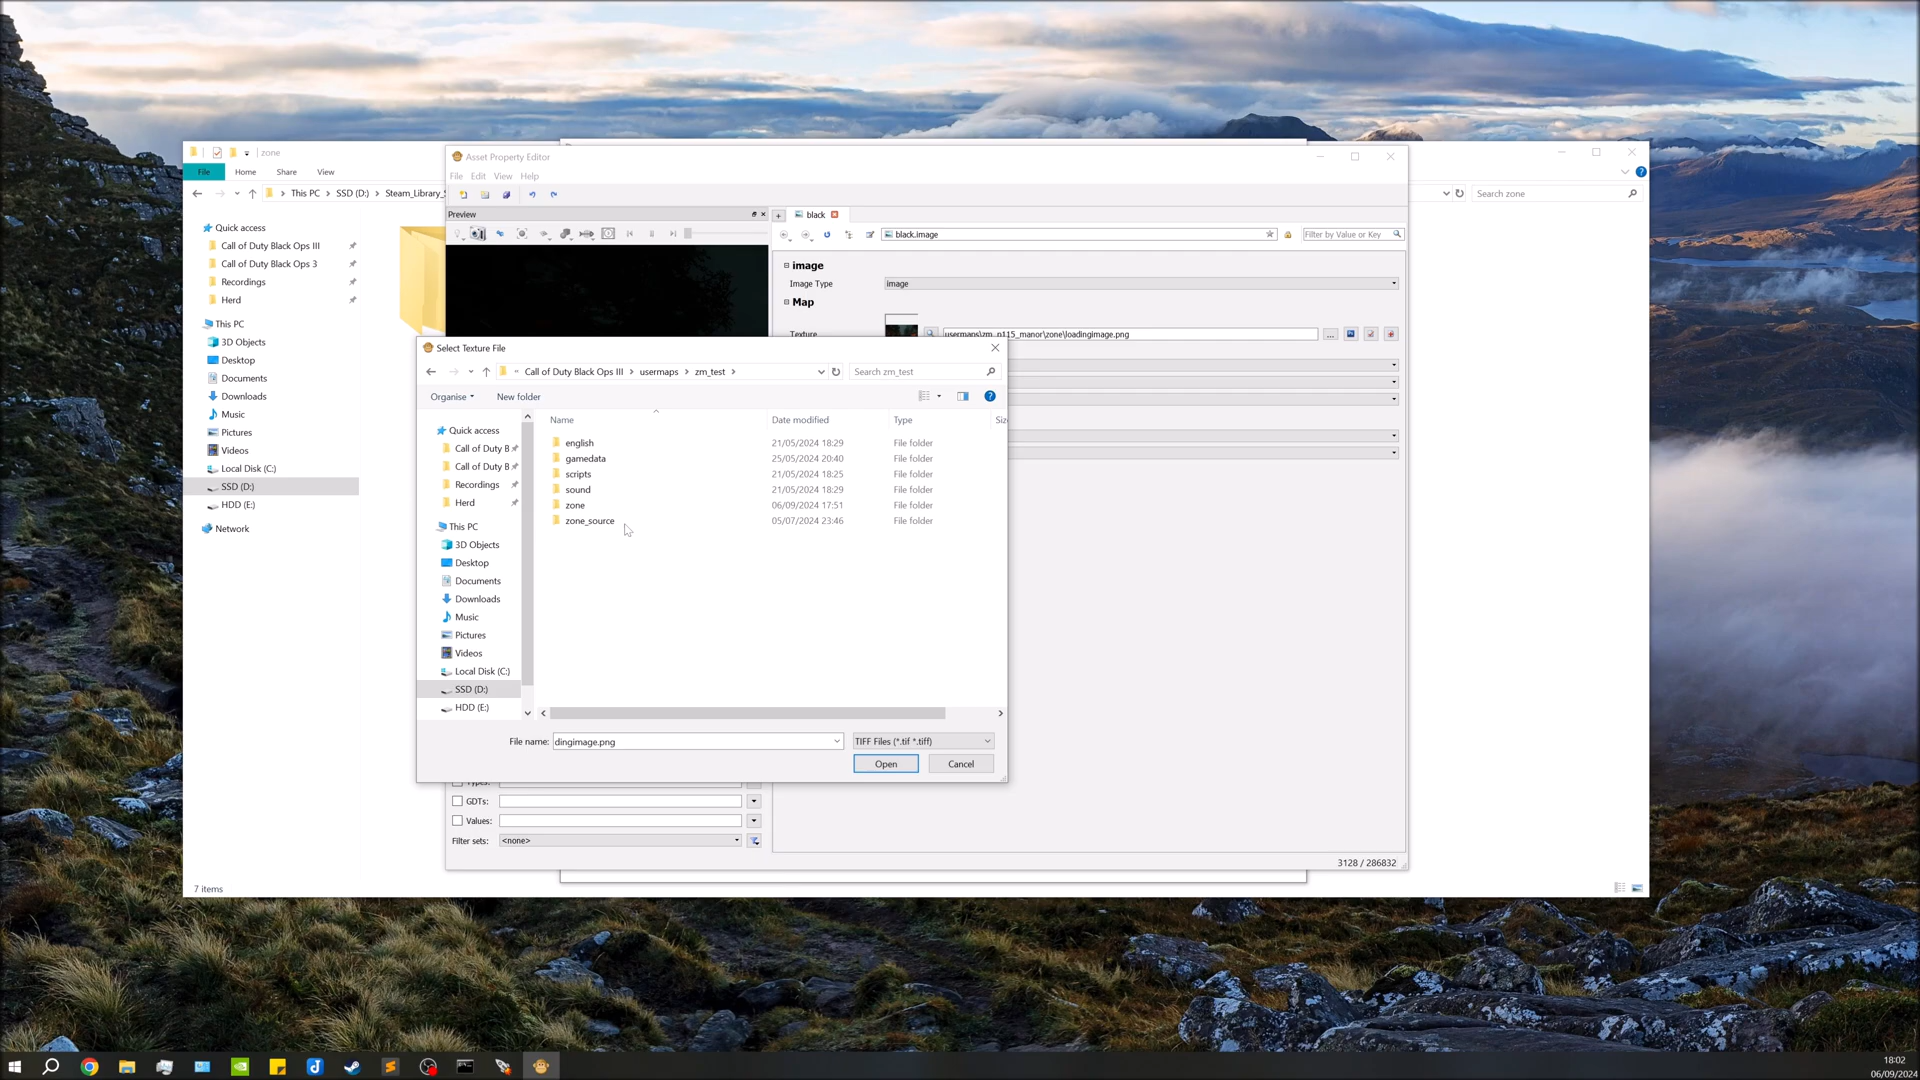 zone
File
Home
Share
View
This PC
SSD (D:)
Steam_Library_
Search zone
Quick access
Call of Duty Black Ops III
Call of Duty Black Ops 3
Recordings
Herd
This PC
3D Objects
Desktop
Documents
Downloads
Music
Pictures
Videos
Local Disk (C:)
SSD (D:)
HDD (E:)
Network
7 items
Asset Property Editor
File
Edit
View
Help
Preview
black
black.image
Filter by Value or Key
image
Image Type
image
Map
Texture
usermaps\zm_p115_manor\zone\loadingimage.png
Select Texture File
Call of Duty Black Ops III
usermaps
zm_test
Search zm_test
Organise
New folder
Quick access
Call of Duty B
Call of Duty B
Recordings
Herd
This PC
3D Objects
Desktop
Documents
Downloads
Music
Pictures
Videos
Local Disk (C:)
SSD (D:)
HDD (E:)
Name Date modified Type Siz
english 21/05/2024 18:29 File folder
gamedata 25/05/2024 20:40 File folder
scripts 21/05/2024 18:25 File folder
sound 21/05/2024 18:29 File folder
zone 06/09/2024 17:51 File folder
zone_source 05/07/2024 23:46 File folder
File name: dingimage.png
TIFF Files (*.tif *.tiff)
Open
Cancel
GDTs:
Values:
Filter sets: <none>
3128 / 286832
18:02
06/09/2024